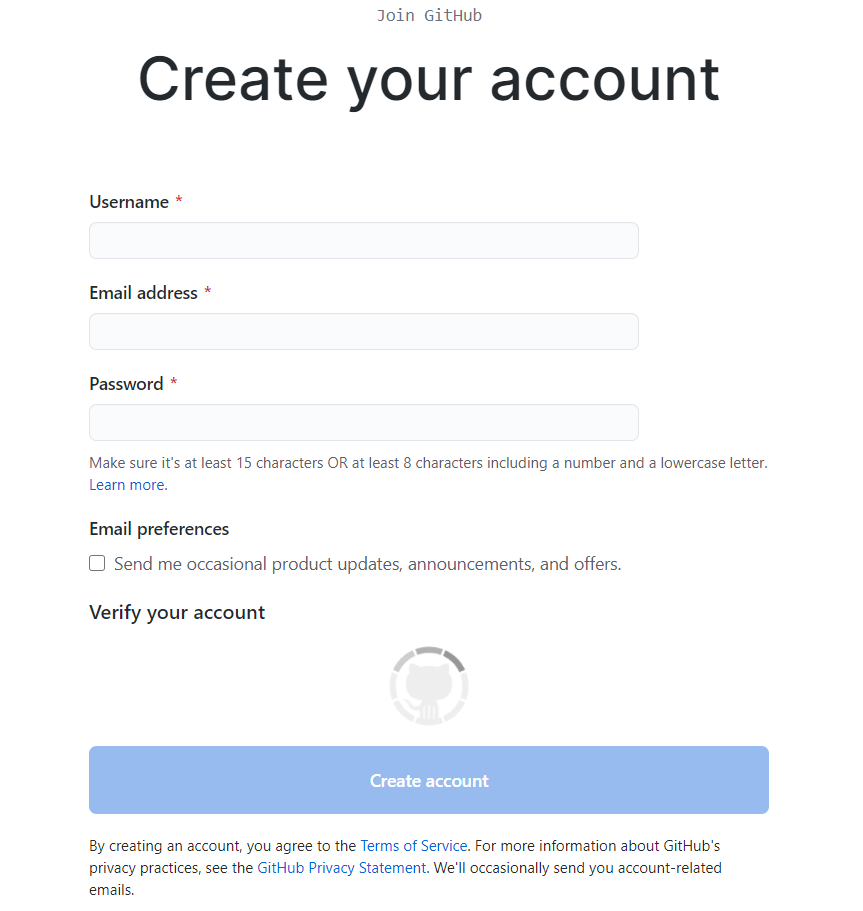 Join GitHub
Create your account
Username *
Email address *
Password *
Make sure it's at least 15 characters OR at least 8 characters including a number and a lowercase letter.
Learn more.
Email preferences
Send me occasional product updates, announcements, and offers.
Verify your account
Create account
By creating an account, you agree to the Terms of Service. For more information about GitHub's
privacy practices, see the GitHub Privacy Statement. We'll occasionally send you account-related
emails.